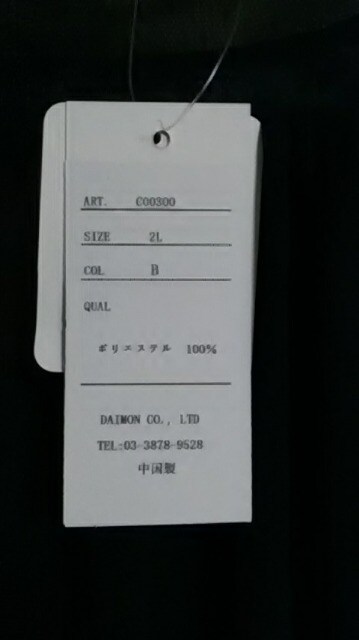 ART. C00300
SIZE 2L
COL B
QUAL
ポリエステル 100%
DAIMON CO., LTD
TEL:03-3878-9528
中国製